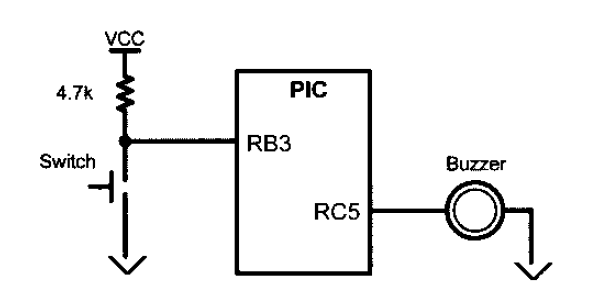 VCC
4.7k
PIC
RB3
Switch
Buzzer
RC5